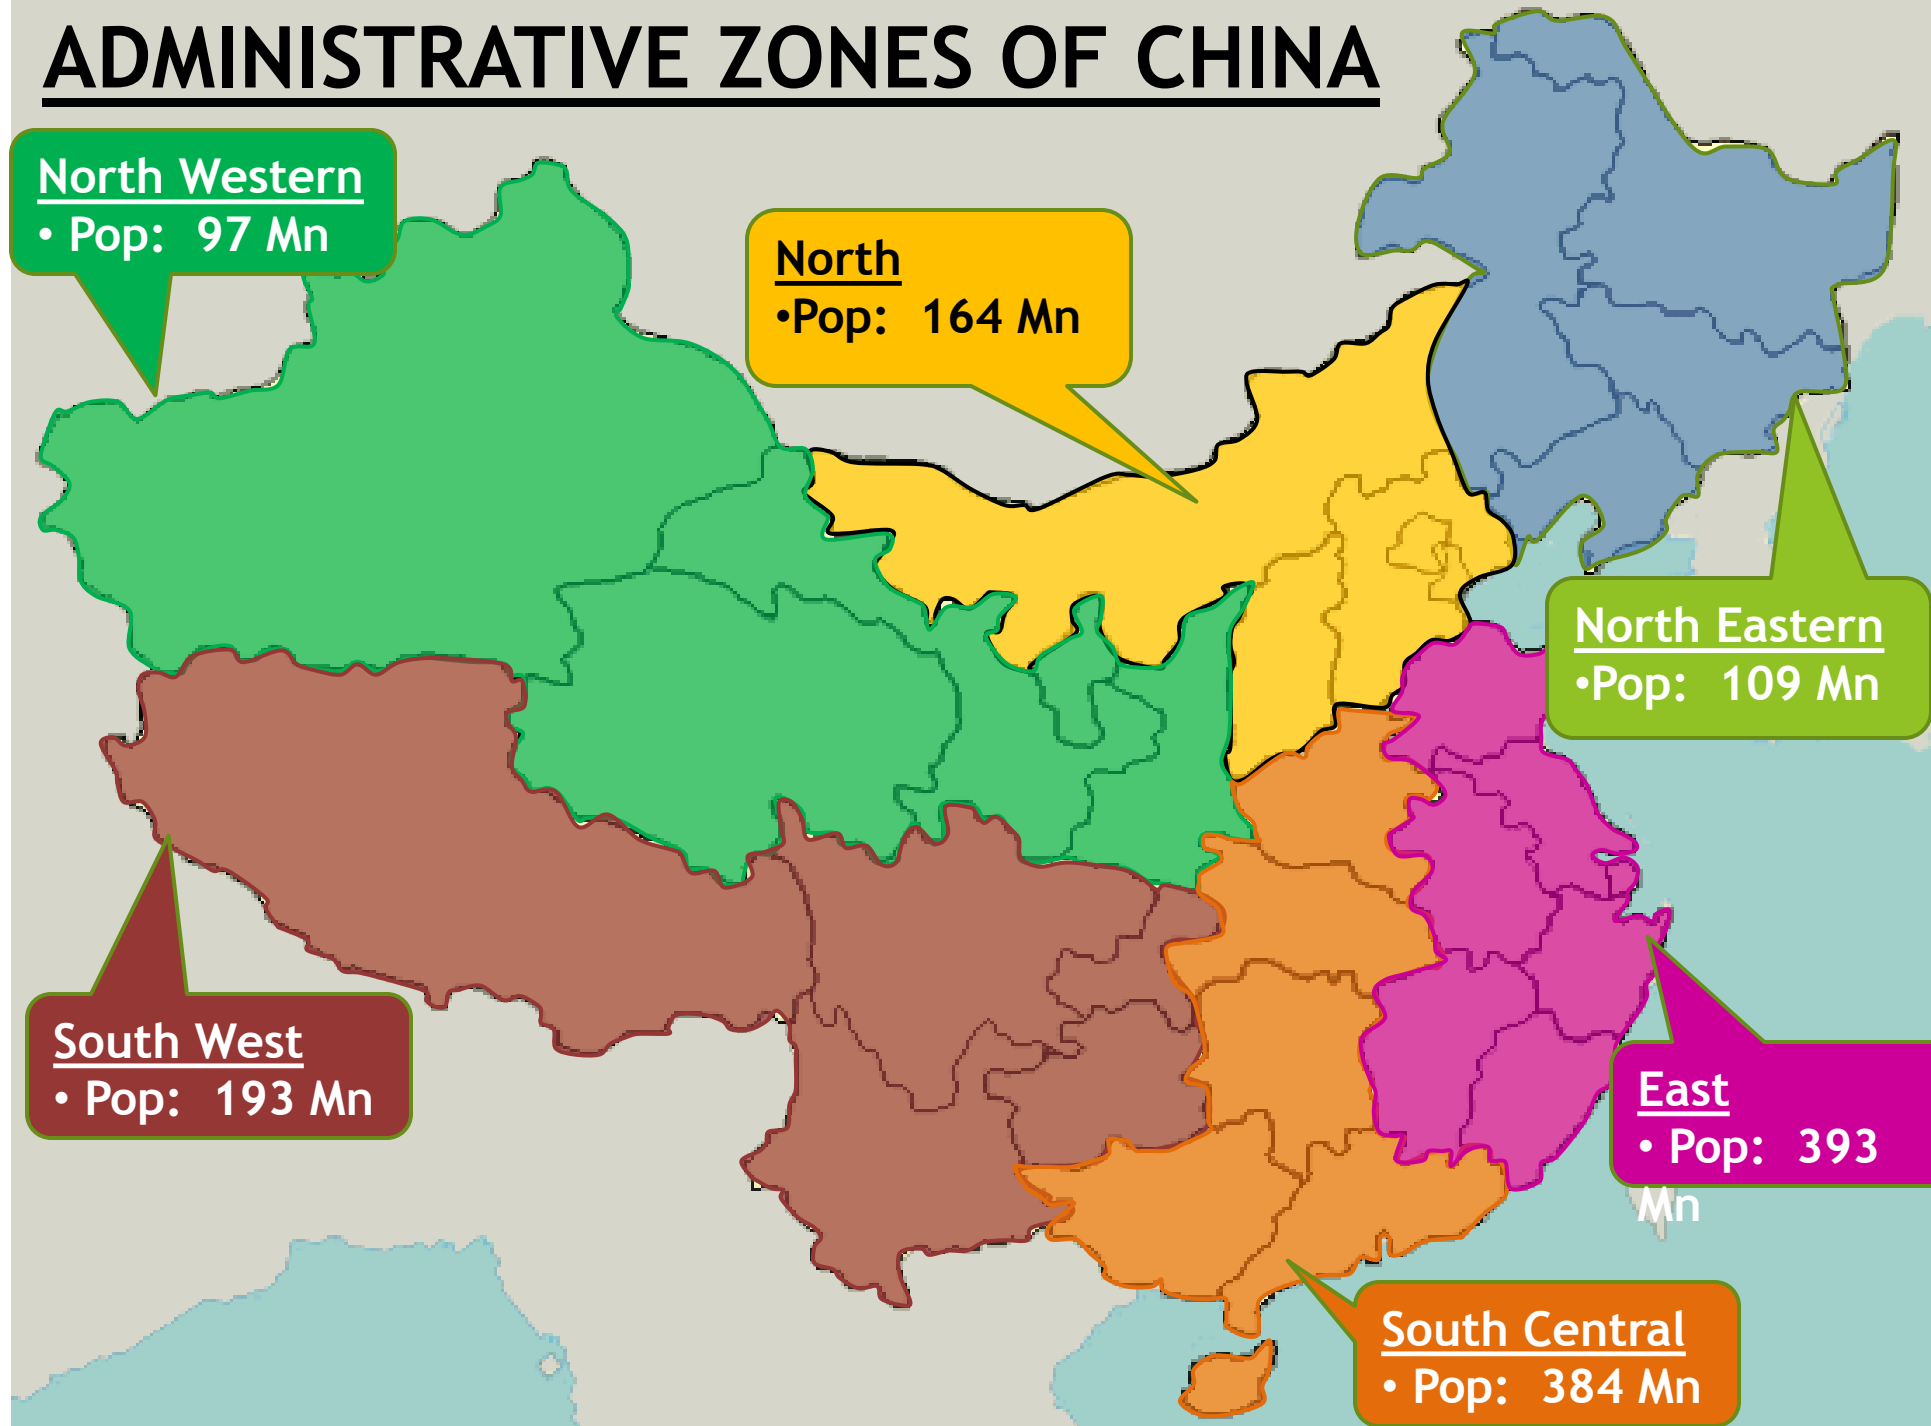 ADMINISTRATIVE ZONES OF CHINA
North Western
• Pop: 97 Mn
North
•Pop: 164 Mn
North Eastern
•Pop: 109 Mn
South West
• Pop: 193 Mn
East
• Pop: 393
Mn
South Central
• Pop: 384 Mn